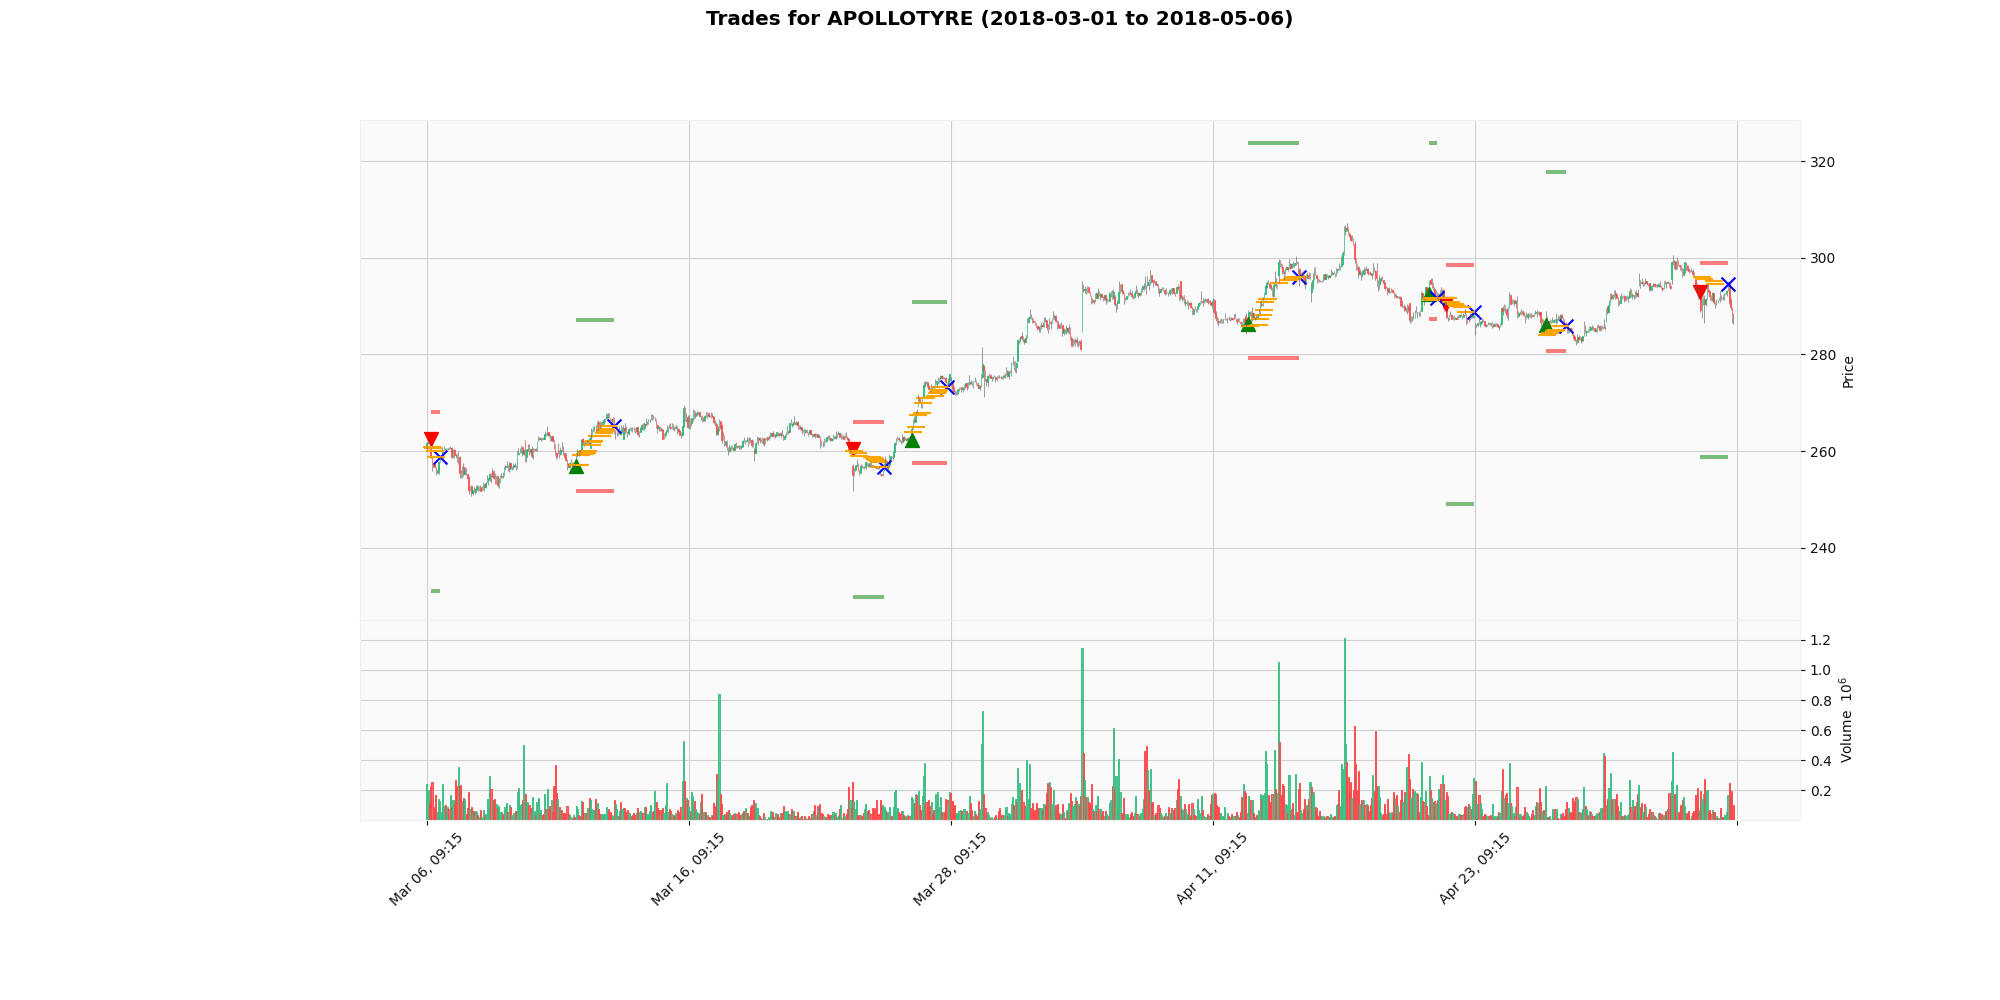 Trades for APOLLOTYRE (2018-03-01 to 2018-05-06)
320
300
280
260
240
Price
1.2
1.0
0.8
0.6
0.4
0.2
Volume 10^6
Mar 06, 09:15
Mar 16, 09:15
Mar 28, 09:15
Apr 11, 09:15
Apr 23, 09:15